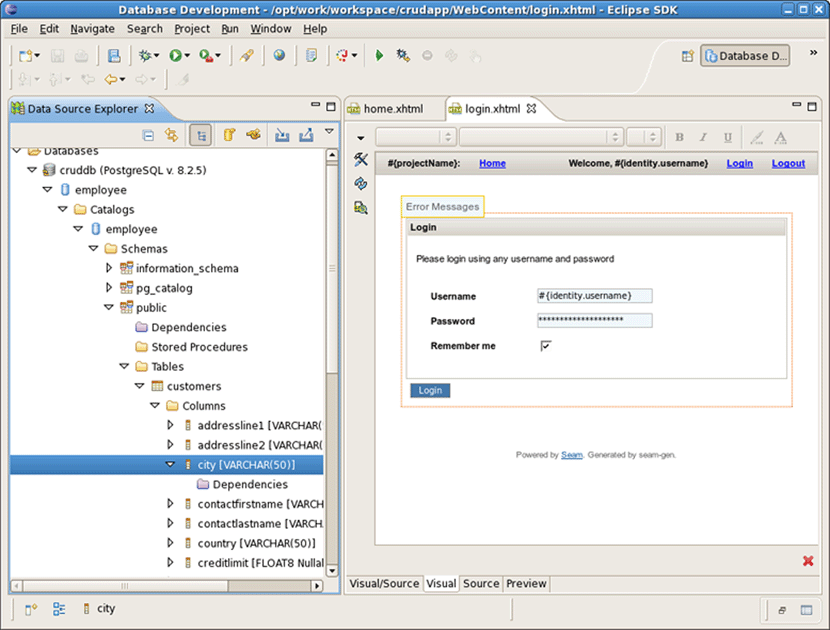 Database Development - /opt/work/workspace/crudapp/WebContent/login.xhtml - Eclipse SDK
File Edit Navigate Search Project Run Window Help
Database D...
Data Source Explorer
Databases
cruddb (PostgreSQL v. 8.2.5)
employee
Catalogs
employee
Schemas
information_schema
pg_catalog
public
Dependencies
Stored Procedures
Tables
customers
Columns
addressline1 [VARCHAR(
addressline2 [VARCHAR(
city [VARCHAR(50)]
Dependencies
contactfirstname [VARCH
contactlastname [VARCH
country [VARCHAR(50)]
creditlimit [FLOAT8 Nullal
home.xhtml login.xhtml
B I U A
#{projectName}: Home Welcome, #{identity.username} Login Logout
Error Messages
Login
Please login using any username and password
Username #{identity.username}
Password ********************
Remember me
Login
Powered by Seam. Generated by seam-gen.
Visual/Source Visual Source Preview
city